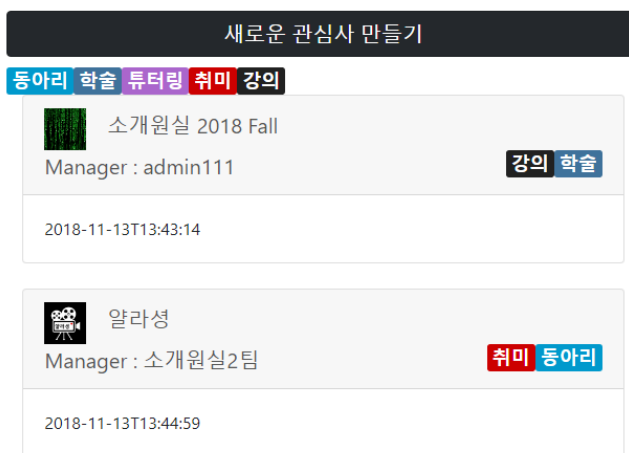 새로운 관심사 만들기
동아리 학술 튜터링 취미 강의
소개원실 2018 Fall
Manager : admin111
강의 학술
2018-11-13T13:43:14
얄라셩
Manager : 소개원실2팀
취미 동아리
2018-11-13T13:44:59